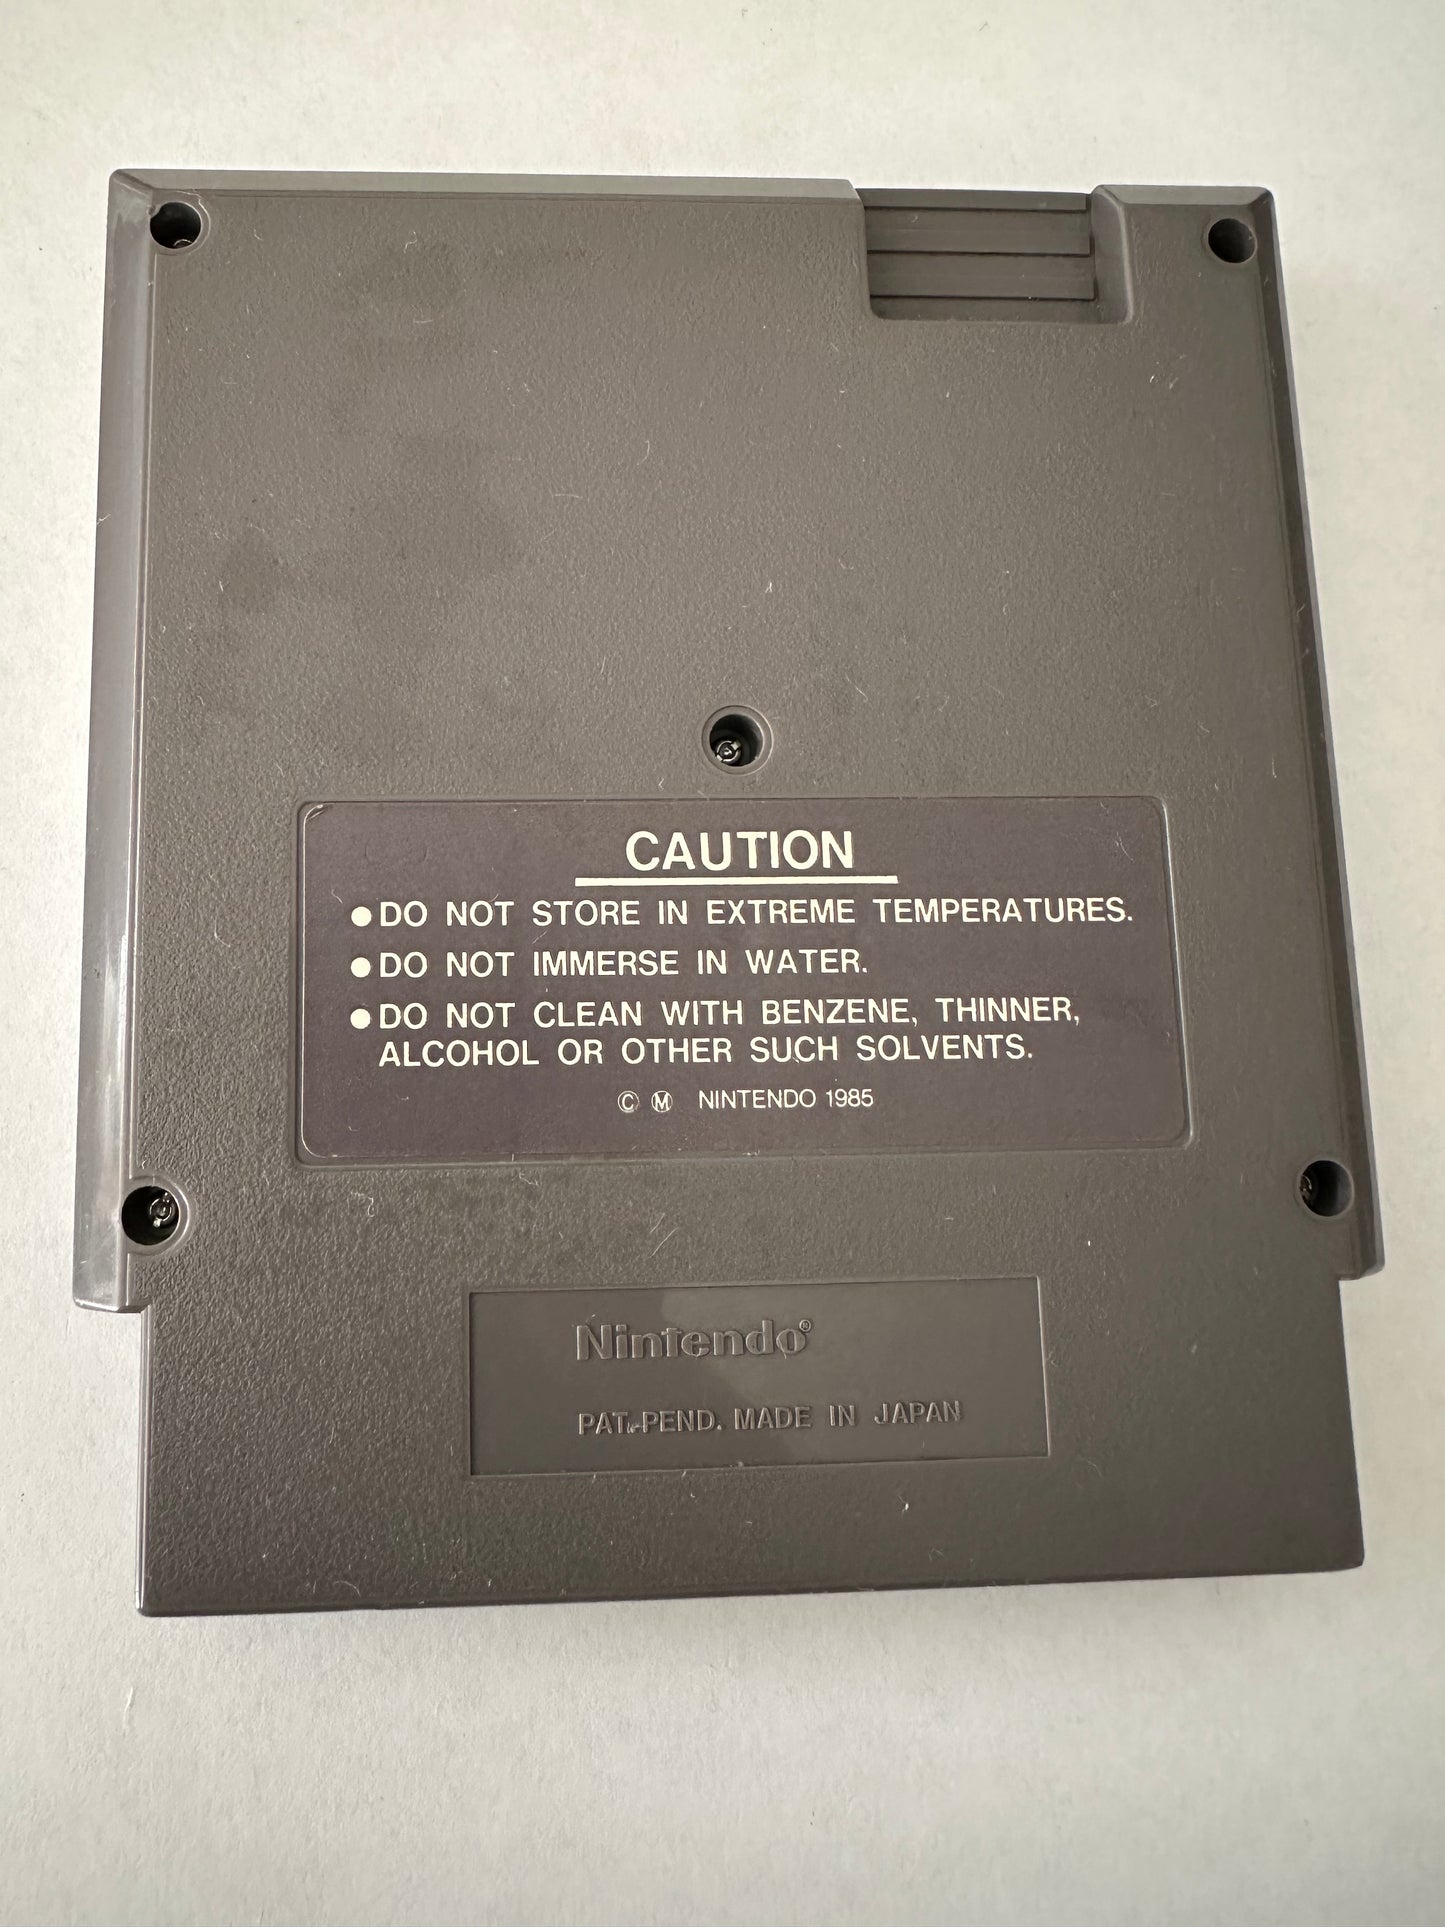 CAUTION
●DO NOT STORE IN EXTREME TEMPERATURES.
●DO NOT IMMERSE IN WATER.
●DO NOT CLEAN WITH BENZENE, THINNER,
ALCOHOL OR OTHER SUCH SOLVENTS.
© Ⓜ NINTENDO 1985
Nintendo®
PAT.-PEND. MADE IN JAPAN